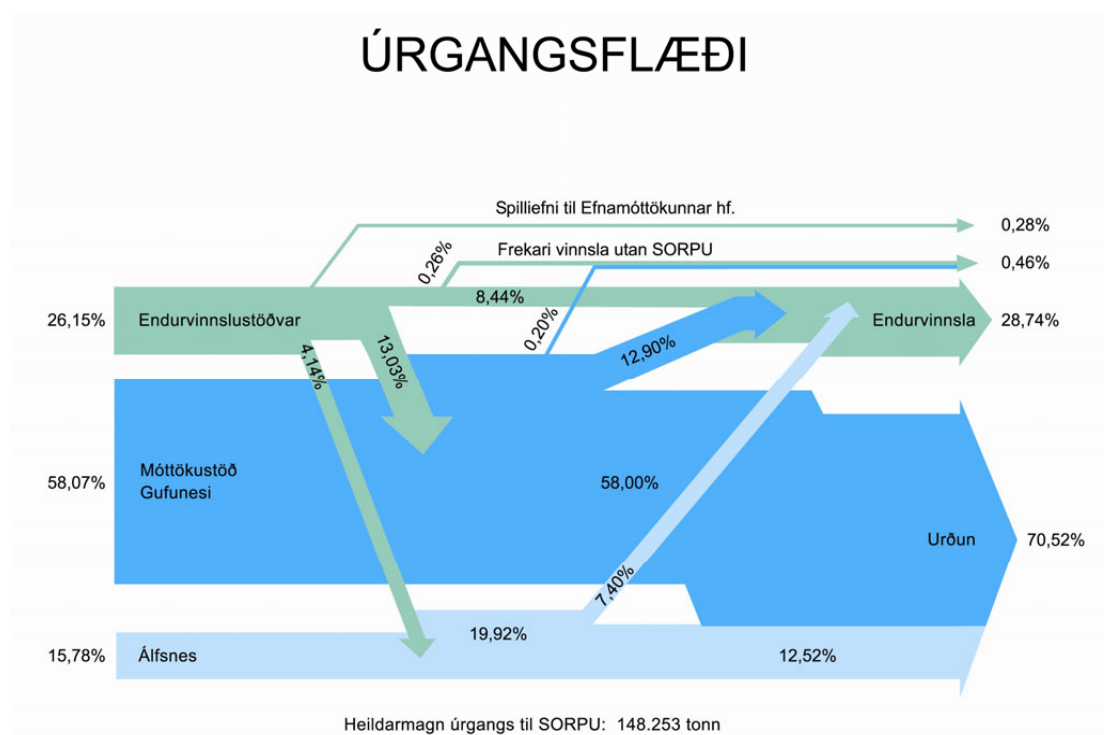 ÚRGANGSFLÆÐI
Spilliefni til Efnamóttökunnar hf.
0,28%
Frekari vinnsla utan SORPU
0,46%
0,26%
8,44%
26,15%
Endurvinnslustöðvar
0,20%
Endurvinnsla
28,74%
4,14%
13,03%
12,90%
58,07%
Móttökustöð
Gufunesi
58,00%
Urðun
70,52%
7,40%
19,92%
15,78%
Álfsnes
12,52%
Heildarmagn úrgangs til SORPU: 148.253 tonn